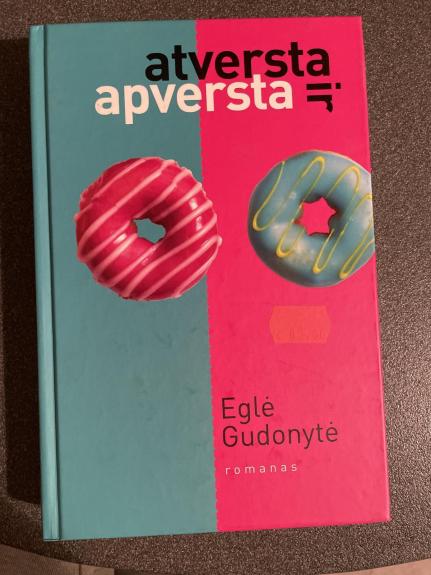 atversta
apversta ir
Eglė
Gudonytė
romanas